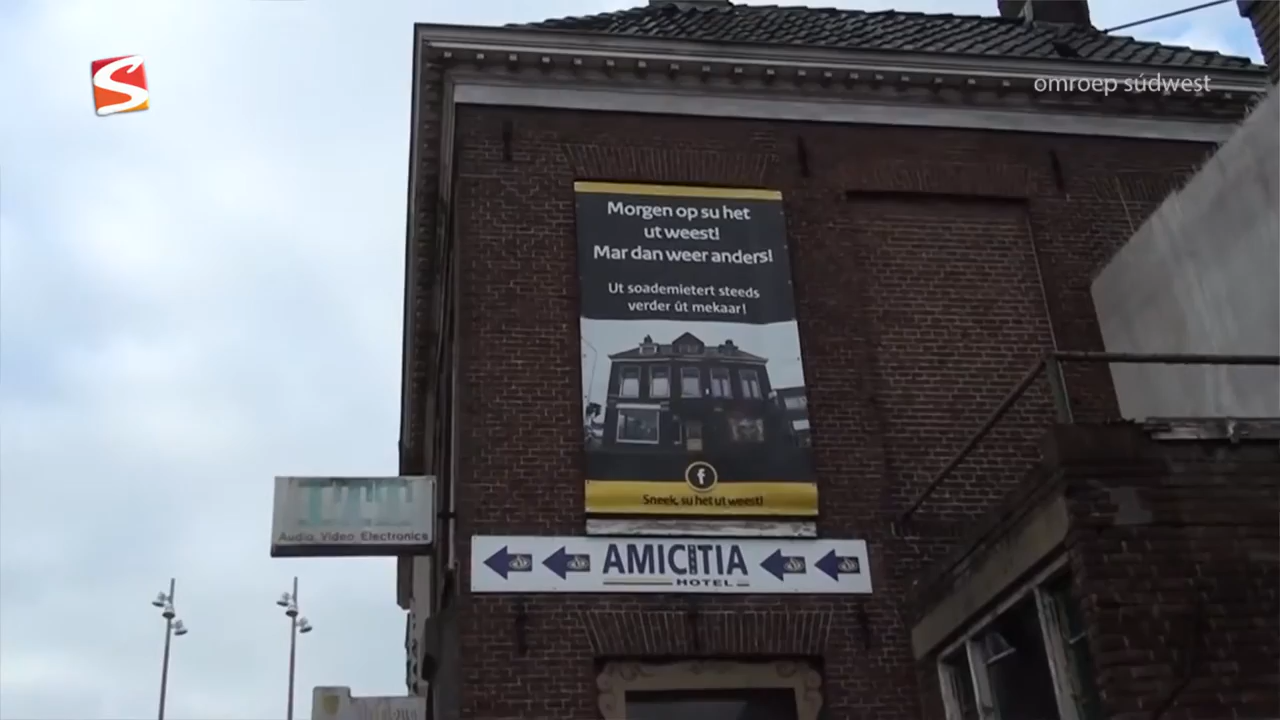 S
omroep súdwest
Morgen op su het
ut weest!
Mar dan weer anders!
Ut soademietert steeds
verder út mekaar!
f
Sneek, su het ut weest!
ITT
Audio Video Electronics
AMICITIA
HOTEL